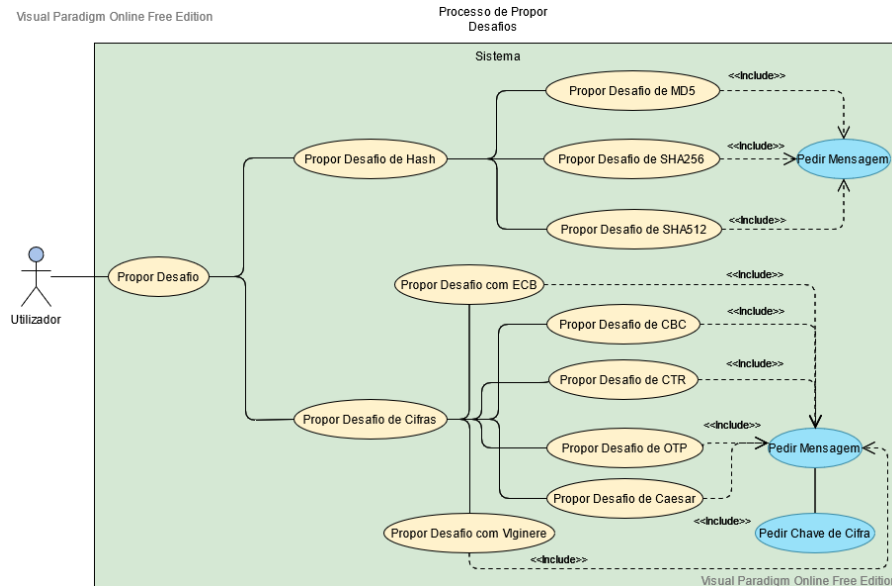 Visual Paradigm Online Free Edition
Processo de Propor
Desafios
Sistema
Propor Desafio de MD5
<<Include>>
Propor Desafio de Hash
Propor Desafio de SHA256
<<Include>>
Pedir Mensagem
Propor Desafio de SHA512
<<Include>>
Utilizador
Propor Desafio
Propor Desafio com ECB
<<Include>>
Propor Desafio de CBC
<<Include>>
Propor Desafio de CTR
<<Include>>
Propor Desafio de Cifras
Propor Desafio de OTP
<<Include>>
Pedir Mensagem
Propor Desafio de Caesar
<<Include>>
Propor Desafio com VIginere
<<Include>>
Pedir Chave de Cifra
Visual Paradigm Online Free Edition